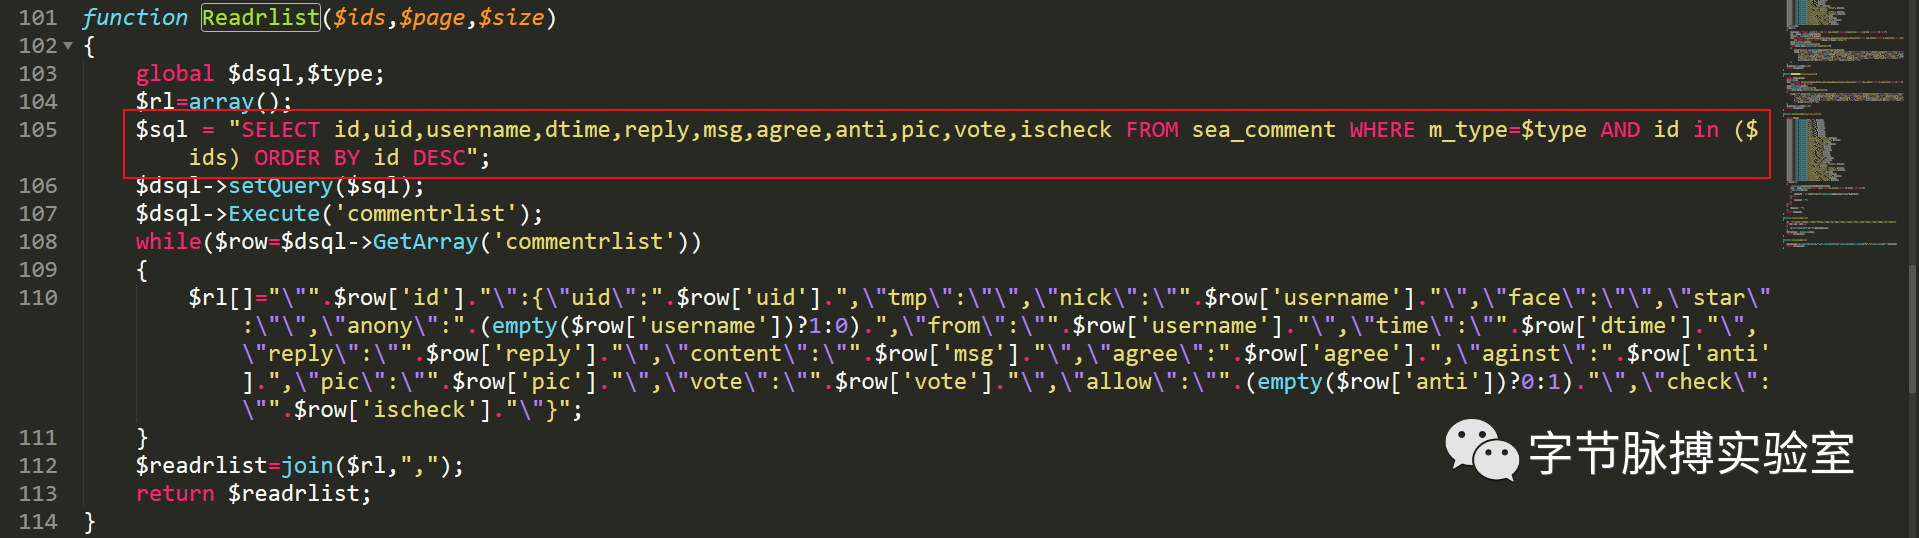 101 function Readrlist($ids,$page,$size)
102 {
103 global $dsql,$type;
104 $rl=array();
105 $sql = "SELECT id,uid,username,dtime,reply,msg,agree,anti,pic,vote,ischeck FROM sea_comment WHERE m_type=$type AND id in ($
ids) ORDER BY id DESC";
106 $dsql->setQuery($sql);
107 $dsql->Execute('commentrlist');
108 while($row=$dsql->GetArray('commentrlist'))
109 {
110 $rl[]="\"".$row['id']."\":{\"uid\":".$row['uid'].",\"tmp\":\"\",\"nick\":\"".$row['username']."\",\"face\":\"\",\"star\"
:\"\",\"anony\":".(empty($row['username'])?1:0).",\"from\":\"".$row['username']."\",\"time\":\"".$row['dtime']."\",
\"reply\":\"".$row['reply']."\",\"content\":\"".$row['msg']."\",\"agree\":".$row['agree'].",\"aginst\":".$row['anti'
].",\"pic\":\"".$row['pic']."\",\"vote\":\"".$row['vote']."\",\"allow\":\"".(empty($row['anti'])?0:1)."\",\"check\":
\"".$row['ischeck']."\"}";
111 }
112 $readrlist=join($rl,",");
113 return $readrlist;
114 }
字节脉搏实验室